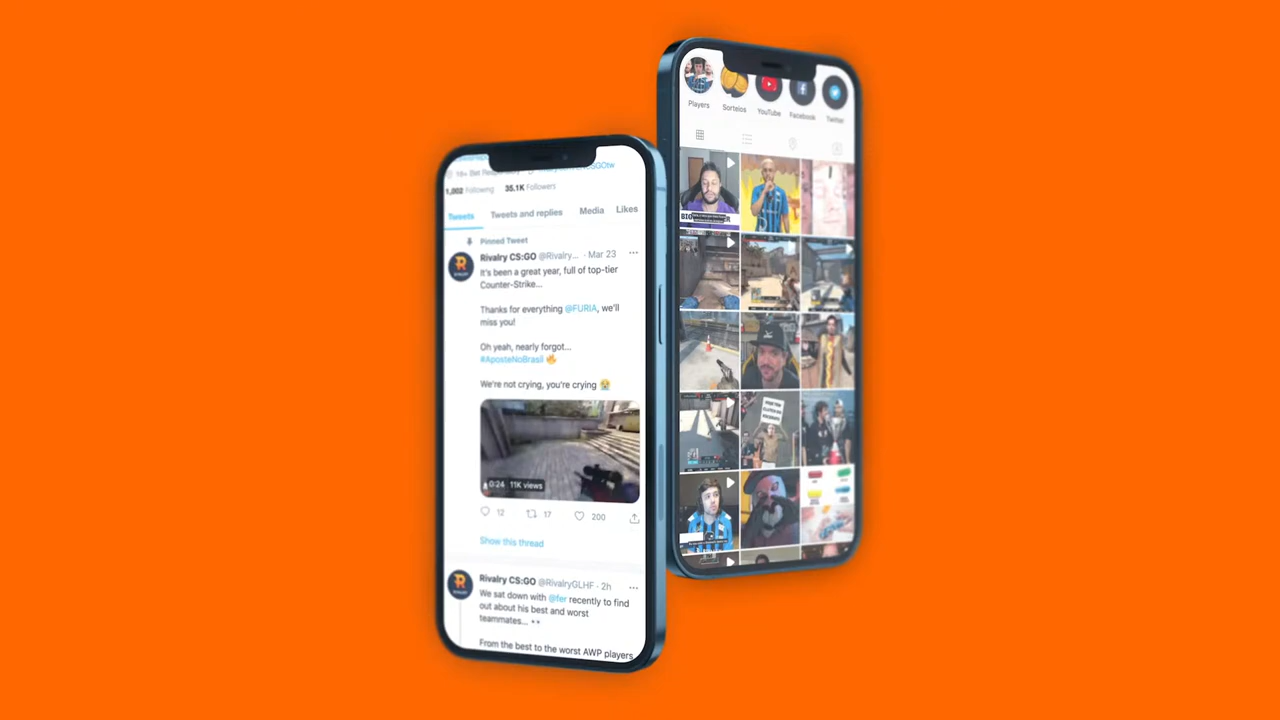 1,002 Following 35.1K Followers
Tweets Tweets and replies Media Likes
Pinned Tweet
Rivalry CS:GO @Rivalry... · Mar 23
It's been a great year, full of top-tier
Counter-Strike...
Thanks for everything @FURIA, we'll
miss you!
Oh yeah, nearly forgot...
#AposteNoBrasil 🔥
We're not crying, you're crying 😭
0:24 11K views
12 17 200
Show this thread
Rivalry CS:GO @RivalryGLHF · 2h
We sat down with @fer recently to find
out about his best and worst
teammates... 👀
From the best to the worst AWP players
Players Sorteios YouTube Facebook Twitter